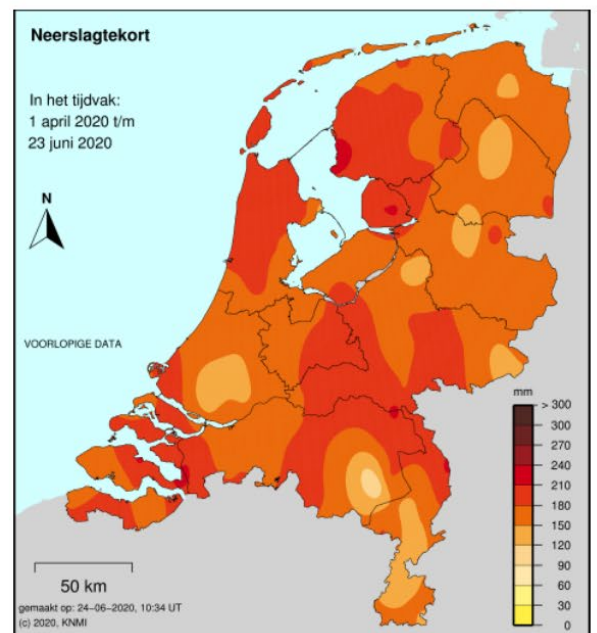 Neerslagtekort
In het tijdvak:
1 april 2020 t/m
23 juni 2020
N
VOORLOPIGE DATA
mm
> 300
300
270
240
210
180
150
120
90
60
30
0
50 km
gemaakt op: 24-06-2020, 10:34 UT
(c) 2020, KNMI